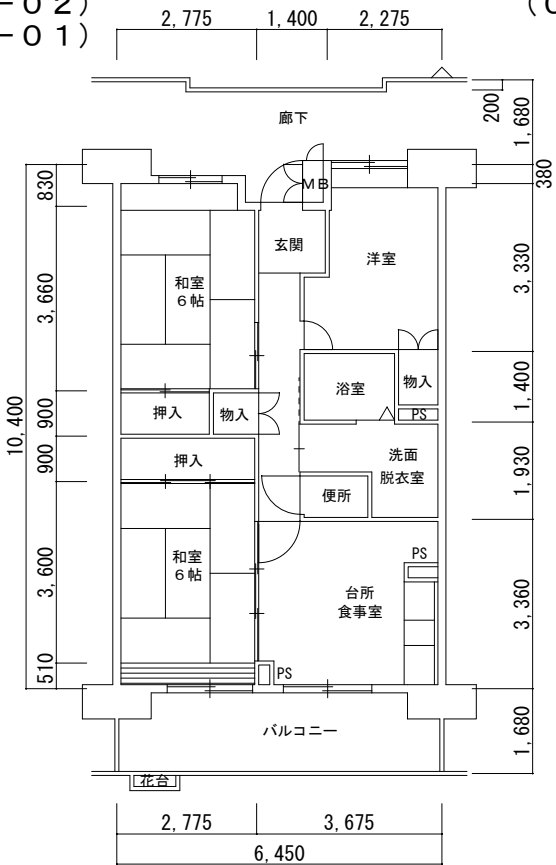 －０２）
－０１）
（０
2,775
1,400
2,275
廊下
200
1,680
380
830
MB
玄関
洋室
和室
６帖
3,660
3,330
10,400
900
押入
物入
浴室
物入
PS
1,400
900
押入
洗面
脱衣室
便所
1,930
和室
６帖
3,600
PS
台所
食事室
3,360
510
PS
バルコニー
1,680
花台
2,775
3,675
6,450